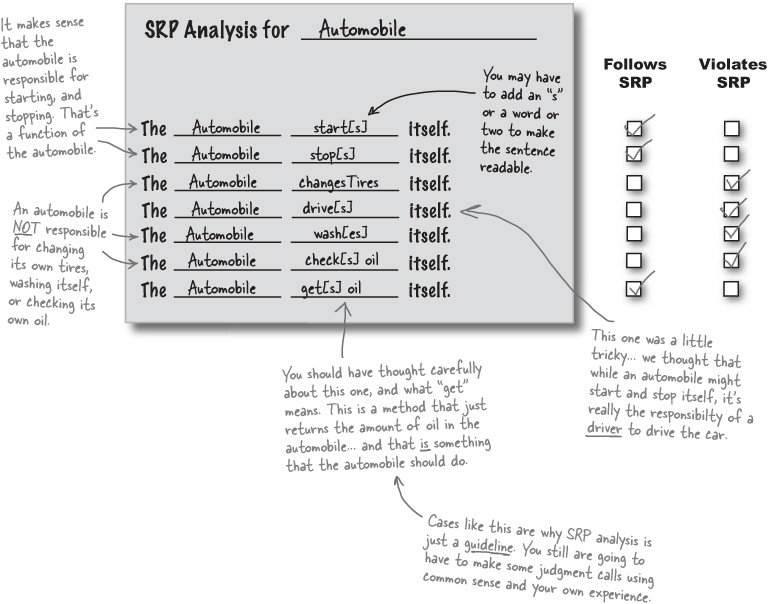 It makes sense
that the
automobile is
responsible for
starting, and
stopping. That's
a function of
the automobile.
An automobile is
NOT responsible
for changing
its own tires,
washing itself,
or checking its
own oil.
SRP Analysis for Automobile
You may have
to add an "s"
or a word or
two to make
the sentence
readable.
The Automobile start[s] itself.
The Automobile stop[s] itself.
The Automobile changesTires itself.
The Automobile drive[s] itself.
The Automobile wash[es] itself.
The Automobile check[s] oil itself.
The Automobile get[s] oil itself.
Follows
SRP
Violates
SRP
This one was a little
tricky... we thought that
while an automobile might
start and stop itself, it's
really the responsibilty of a
driver to drive the car.
You should have thought carefully
about this one, and what "get"
means. This is a method that just
returns the amount of oil in the
automobile... and that is something
that the automobile should do.
Cases like this are why SRP analysis is
just a guideline. You still are going to
have to make some judgment calls using
common sense and your own experience.